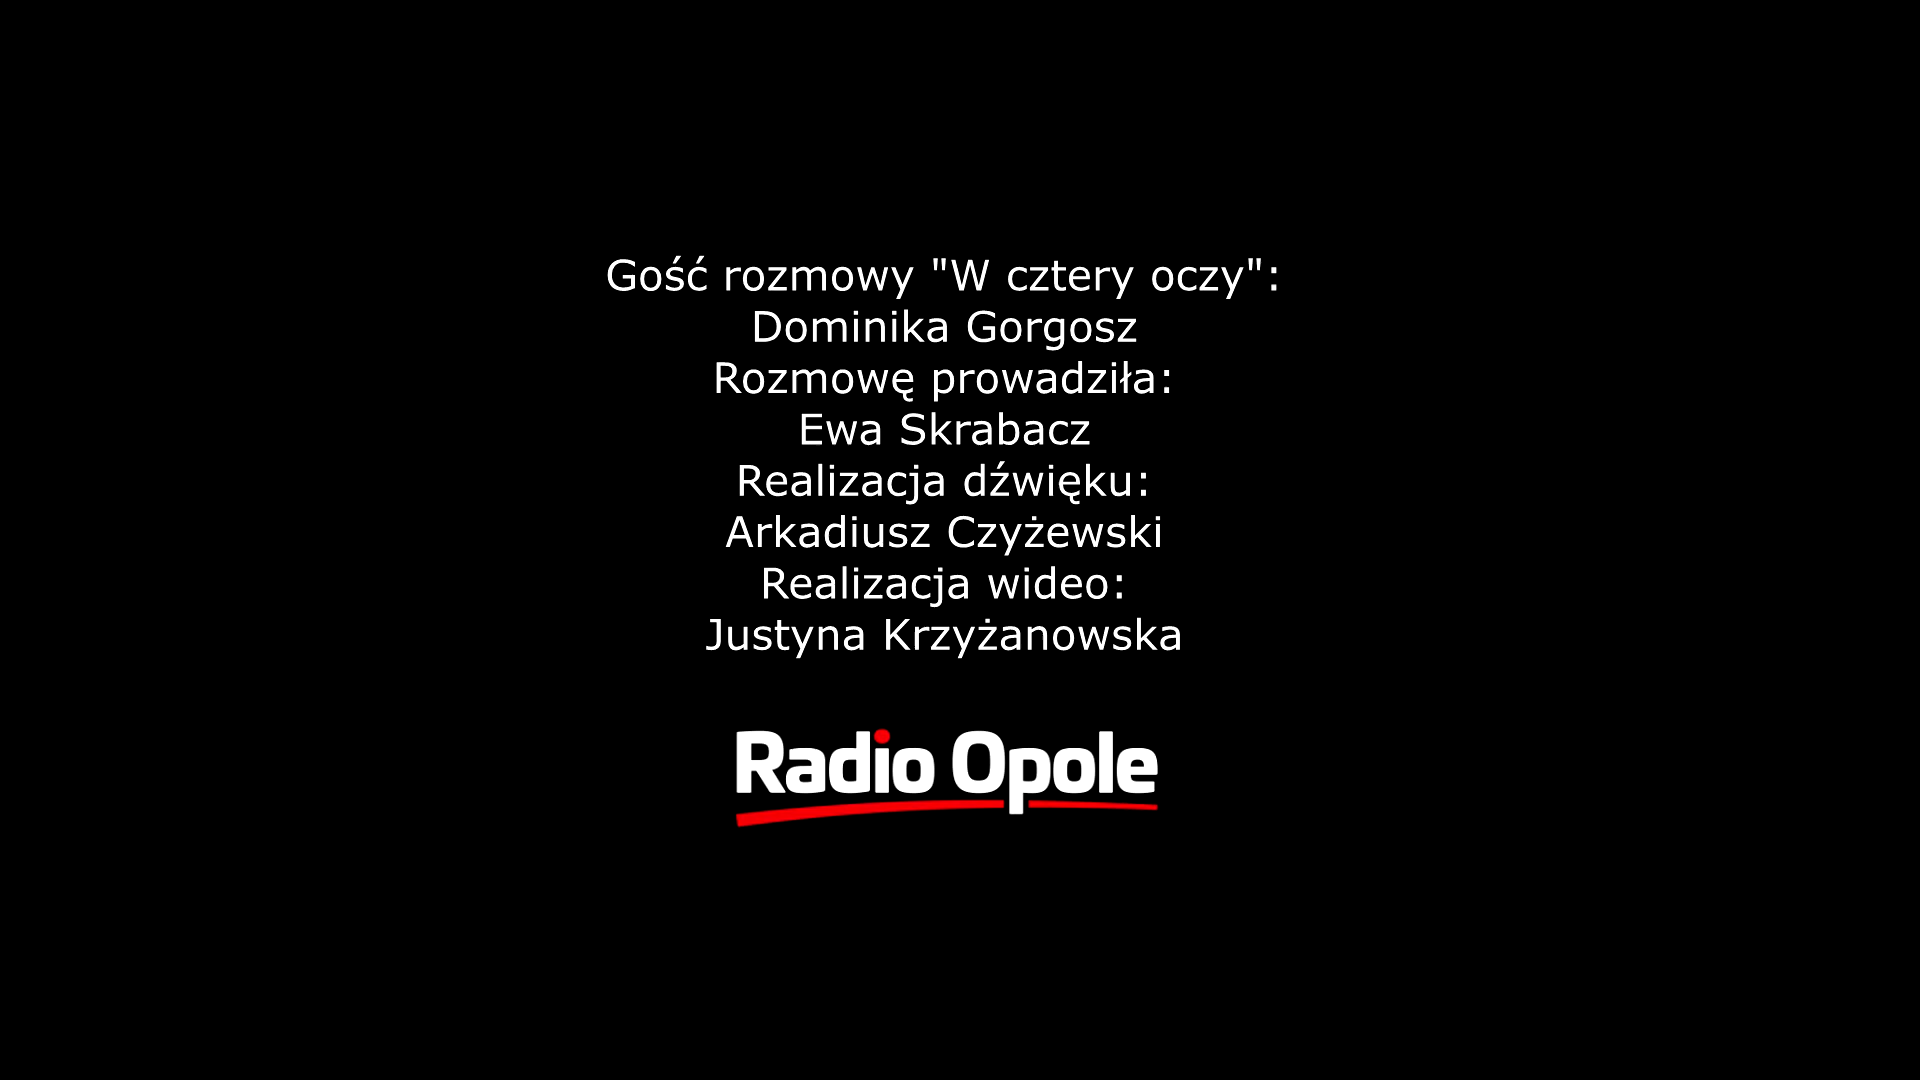 Gość rozmowy "W cztery oczy":
Dominika Gorgosz
Rozmowę prowadziła:
Ewa Skrabacz
Realizacja dźwięku:
Arkadiusz Czyżewski
Realizacja wideo:
Justyna Krzyżanowska
Radio Opole